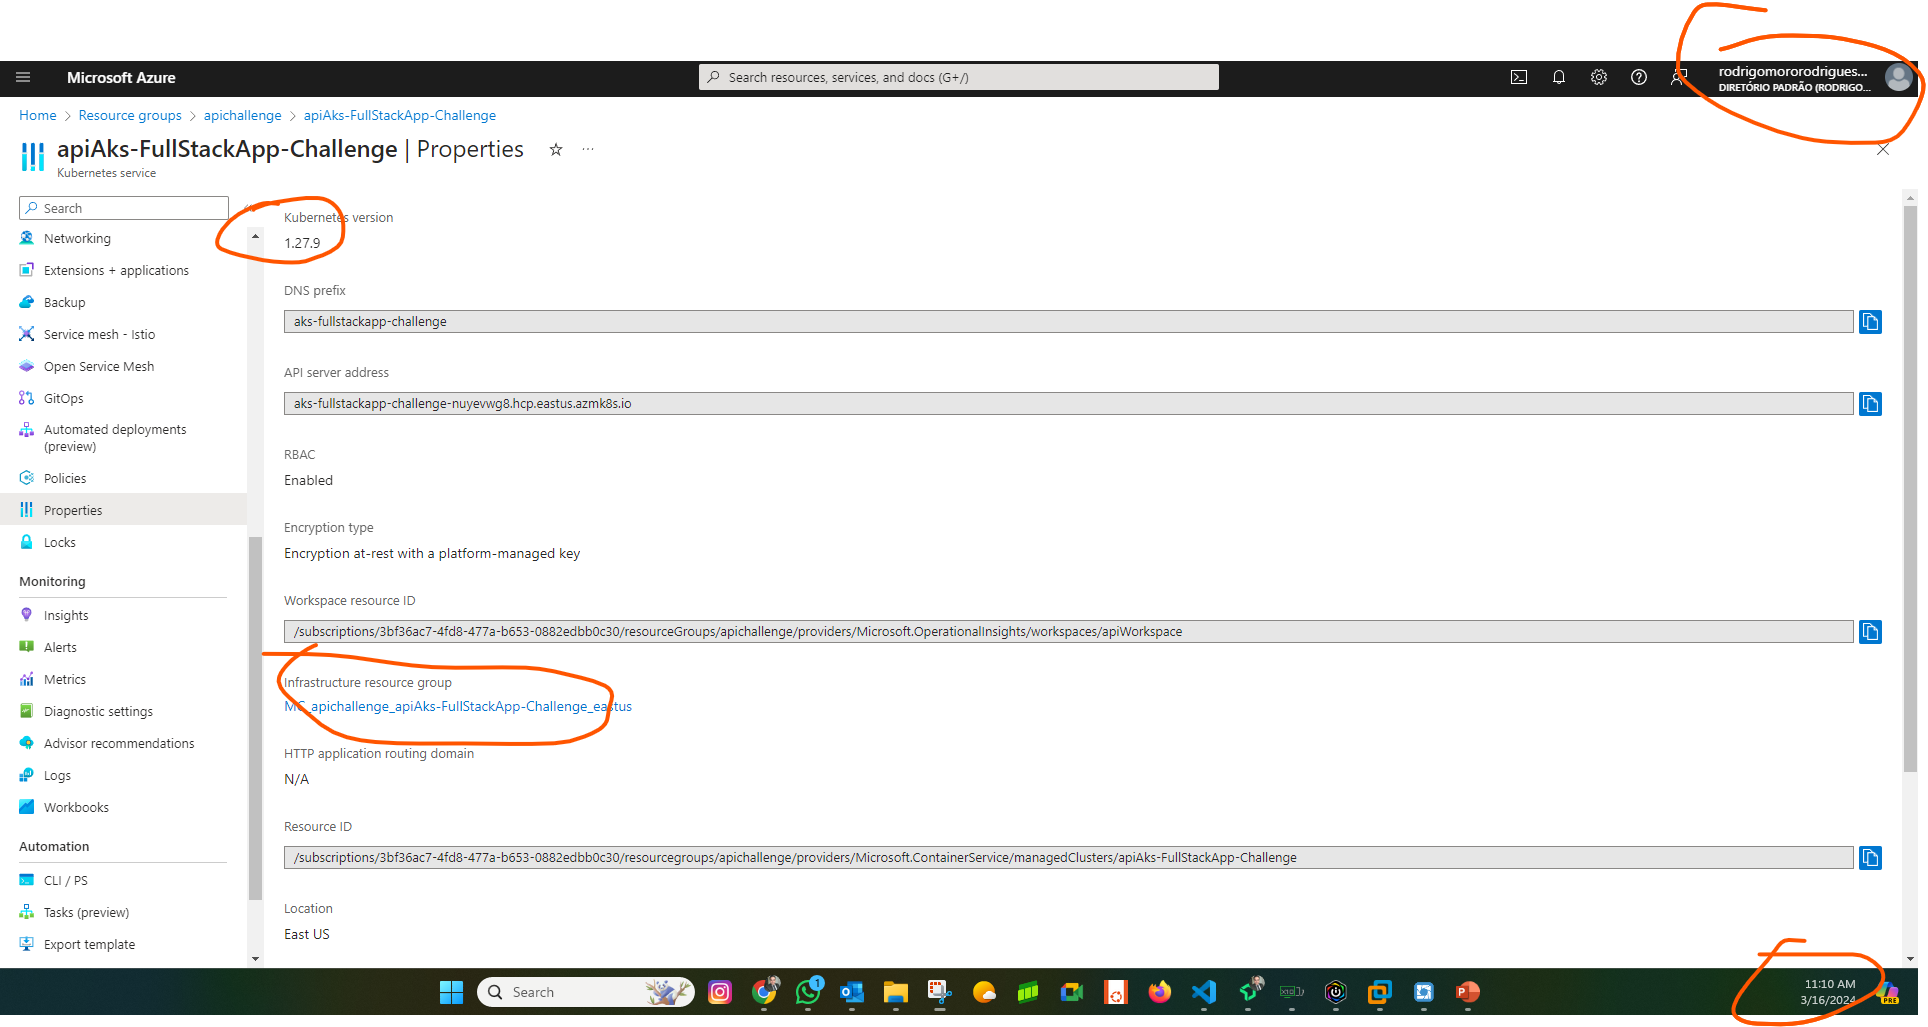 Microsoft Azure
Search resources, services, and docs (G+/)
rodrigomororodrigues...
DIRETÓRIO PADRÃO (RODRIGO...
Home > Resource groups > apichallenge > apiAks-FullStackApp-Challenge
apiAks-FullStackApp-Challenge | Properties
Kubernetes service
Search
Networking
Extensions + applications
Backup
Service mesh - Istio
Open Service Mesh
GitOps
Automated deployments
(preview)
Policies
Properties
Locks
Monitoring
Insights
Alerts
Metrics
Diagnostic settings
Advisor recommendations
Logs
Workbooks
Automation
CLI / PS
Tasks (preview)
Export template
Kubernetes version
1.27.9
DNS prefix
aks-fullstackapp-challenge
API server address
aks-fullstackapp-challenge-nuyevwg8.hcp.eastus.azmk8s.io
RBAC
Enabled
Encryption type
Encryption at-rest with a platform-managed key
Workspace resource ID
/subscriptions/3bf36ac7-4fd8-477a-b653-0882edbb0c30/resourceGroups/apichallenge/providers/Microsoft.OperationalInsights/workspaces/apiWorkspace
Infrastructure resource group
MC_apichallenge_apiAks-FullStackApp-Challenge_eastus
HTTP application routing domain
N/A
Resource ID
/subscriptions/3bf36ac7-4fd8-477a-b653-0882edbb0c30/resourcegroups/apichallenge/providers/Microsoft.ContainerService/managedClusters/apiAks-FullStackApp-Challenge
Location
East US
Search
1
11:10 AM
3/16/2024
PRE